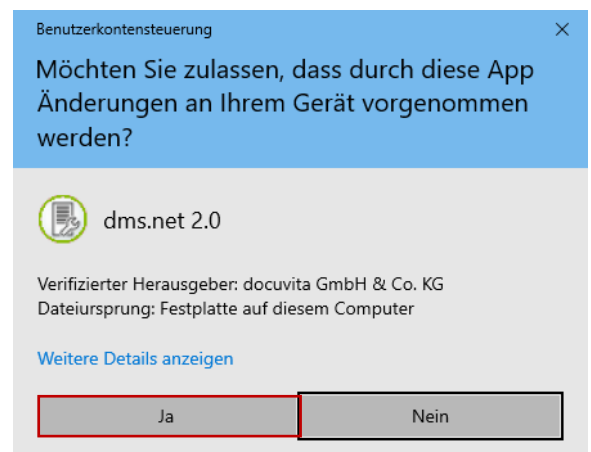 Benutzerkontensteuerung
Möchten Sie zulassen, dass durch diese App
Änderungen an Ihrem Gerät vorgenommen
werden?
dms.net 2.0
Verifizierter Herausgeber: docuvita GmbH & Co. KG
Dateiursprung: Festplatte auf diesem Computer
Weitere Details anzeigen
Ja Nein